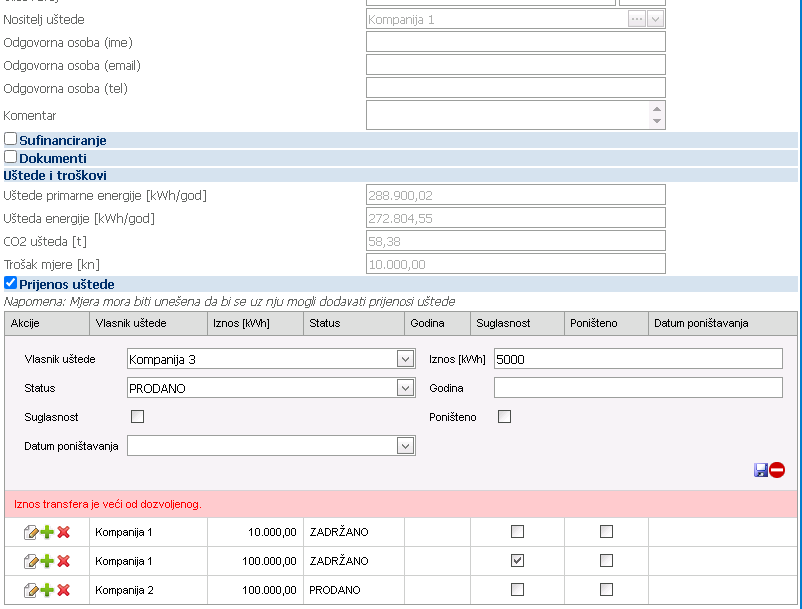 Nositelj uštede Kompanija 1
Odgovorna osoba (ime)
Odgovorna osoba (email)
Odgovorna osoba (tel)
Komentar
Sufinanciranje
Dokumenti
Uštede i troškovi
Uštede primarne energije [kWh/god] 288.900,02
Ušteda energije [kWh/god] 272.804,55
CO2 ušteda [t] 58,38
Trošak mjere [kn] 10.000,00
Prijenos uštede
Napomena: Mjera mora biti unešena da bi se uz nju mogli dodavati prijenosi uštede
Akcije Vlasnik uštede Iznos [kWh] Status Godina Suglasnost Poništeno Datum poništavanja
Vlasnik uštede Kompanija 3 Iznos [kWh] 5000
Status PRODANO Godina
Suglasnost Poništeno
Datum poništavanja
Iznos transfera je veći od dozvoljenog.
Kompanija 1 10.000,00 ZADRŽANO
Kompanija 1 100.000,00 ZADRŽANO
Kompanija 2 100.000,00 PRODANO